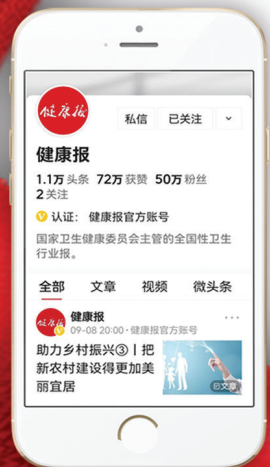 健康报
私信 已关注
健康报
1.1万 头条 72万 获赞 50万 粉丝
2 关注
认证： 健康报官方账号
国家卫生健康委员会主管的全国性卫生
行业报。
全部 文章 视频 微头条
健康报
健康报
09-08 20:00 · 健康报官方账号
助力乡村振兴③丨把
新农村建设得更加美
丽宜居
文章